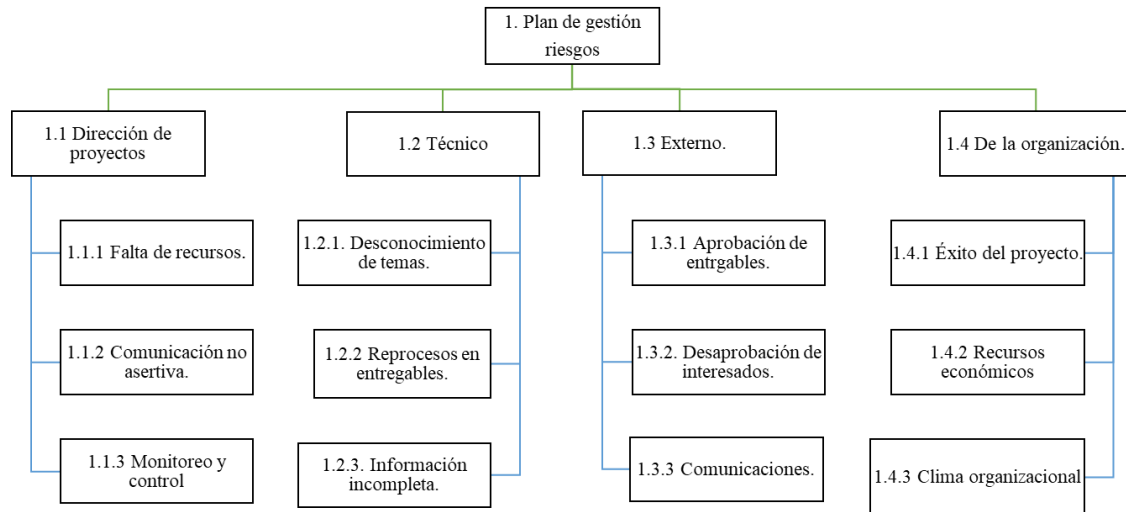 1. Plan de gestión
riesgos
1.1 Dirección de
proyectos
1.2 Técnico
1.3 Externo.
1.4 De la organización.
1.1.1 Falta de recursos.
1.2.1. Desconocimiento
de temas.
1.3.1 Aprobación de
entrgables.
1.4.1 Éxito del proyecto.
1.1.2 Comunicación no
asertiva.
1.2.2 Reprocesos en
entregables.
1.3.2. Desaprobación de
interesados.
1.4.2 Recursos
económicos
1.1.3 Monitoreo y
control
1.2.3. Información
incompleta.
1.3.3 Comunicaciones.
1.4.3 Clima organizacional